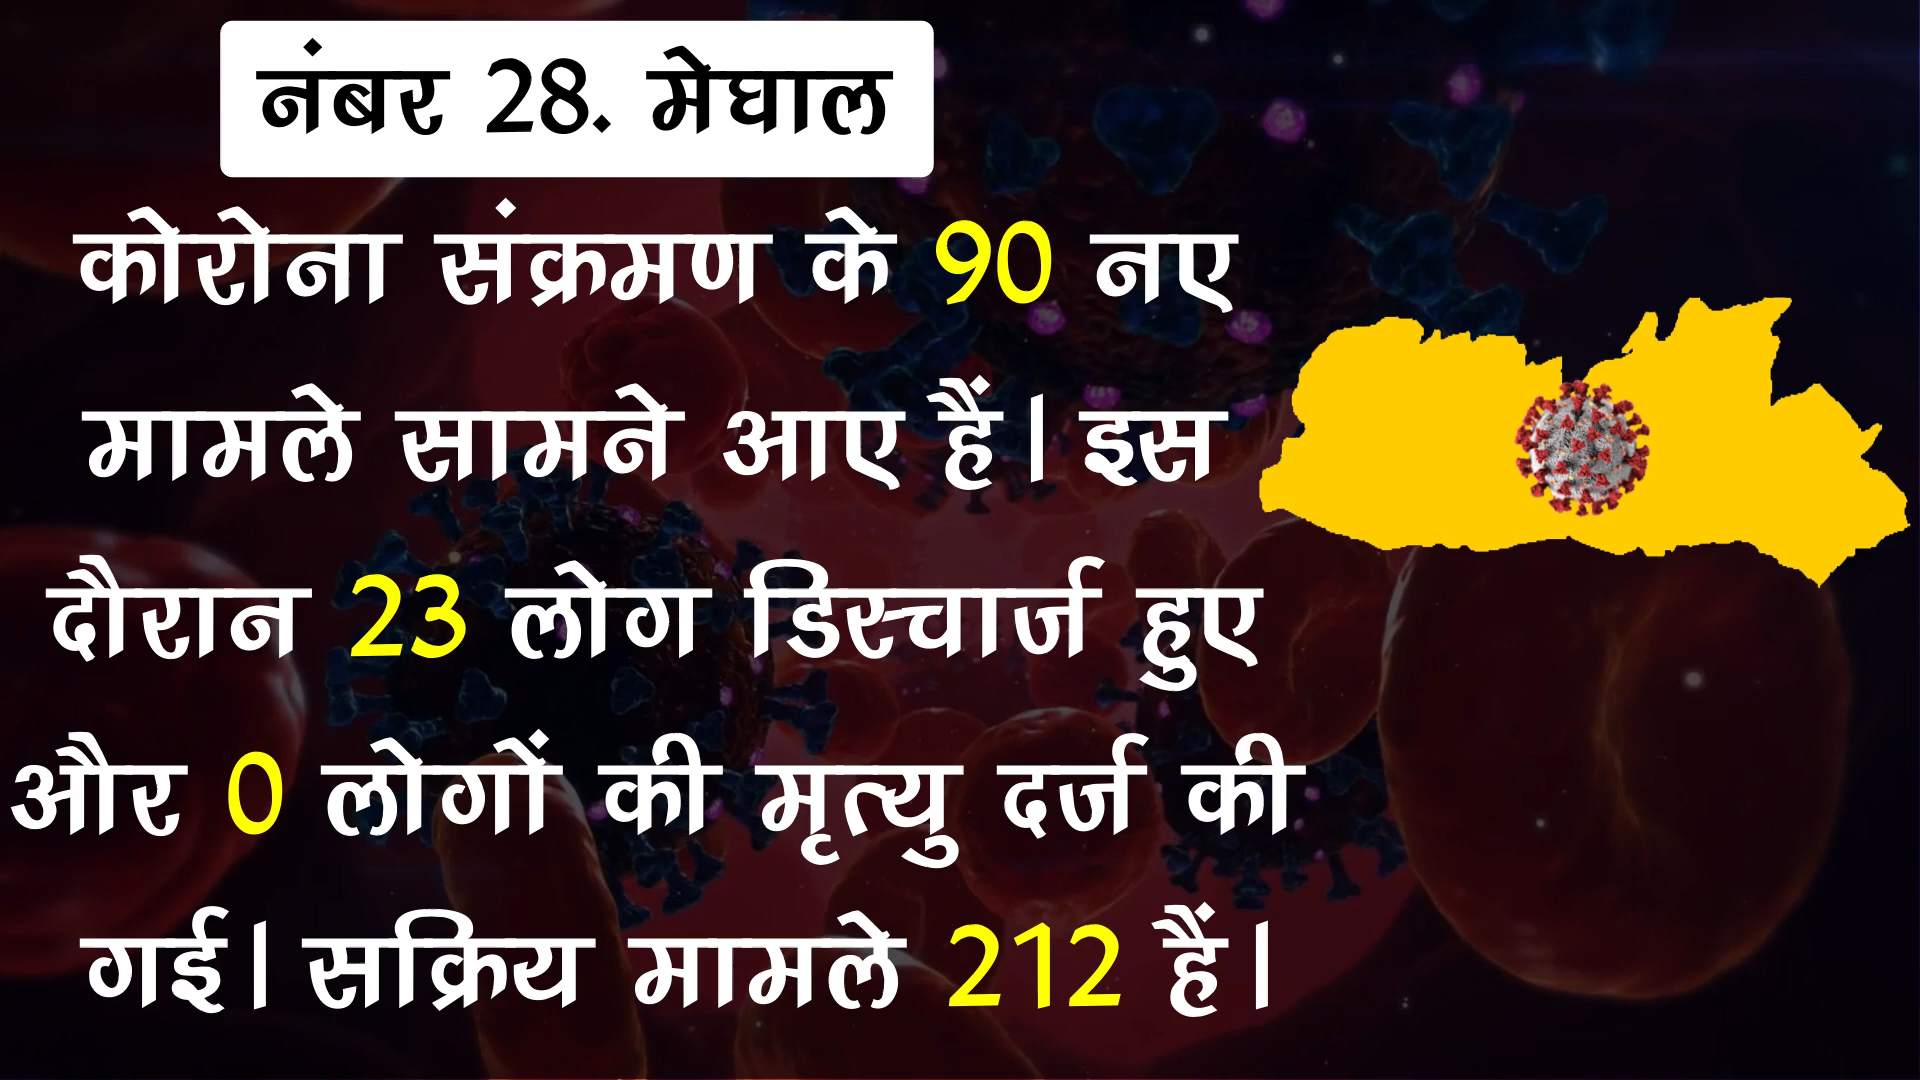 नंबर 28. मेघाल
कोरोना संक्रमण के 90 नए
मामले सामने आए हैं। इस
दौरान 23 लोग डिस्चार्ज हुए
और 0 लोगों की मृत्यु दर्ज की
गई। सक्रिय मामले 212 हैं।